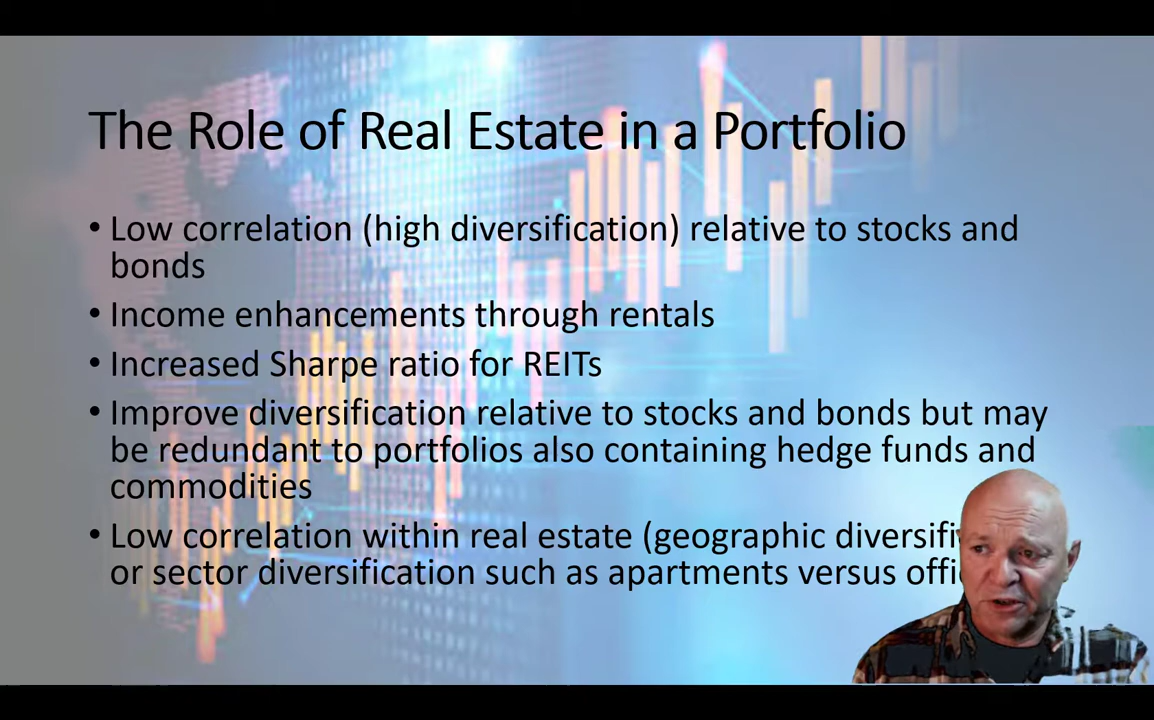 The Role of Real Estate in a Portfolio
• Low correlation (high diversification) relative to stocks and
bonds
• Income enhancements through rentals
• Increased Sharpe ratio for REITs
• Improve diversification relative to stocks and bonds but may
be redundant to portfolios also containing hedge funds and
commodities
• Low correlation within real estate (geographic
or sector diversification such as apartments versus